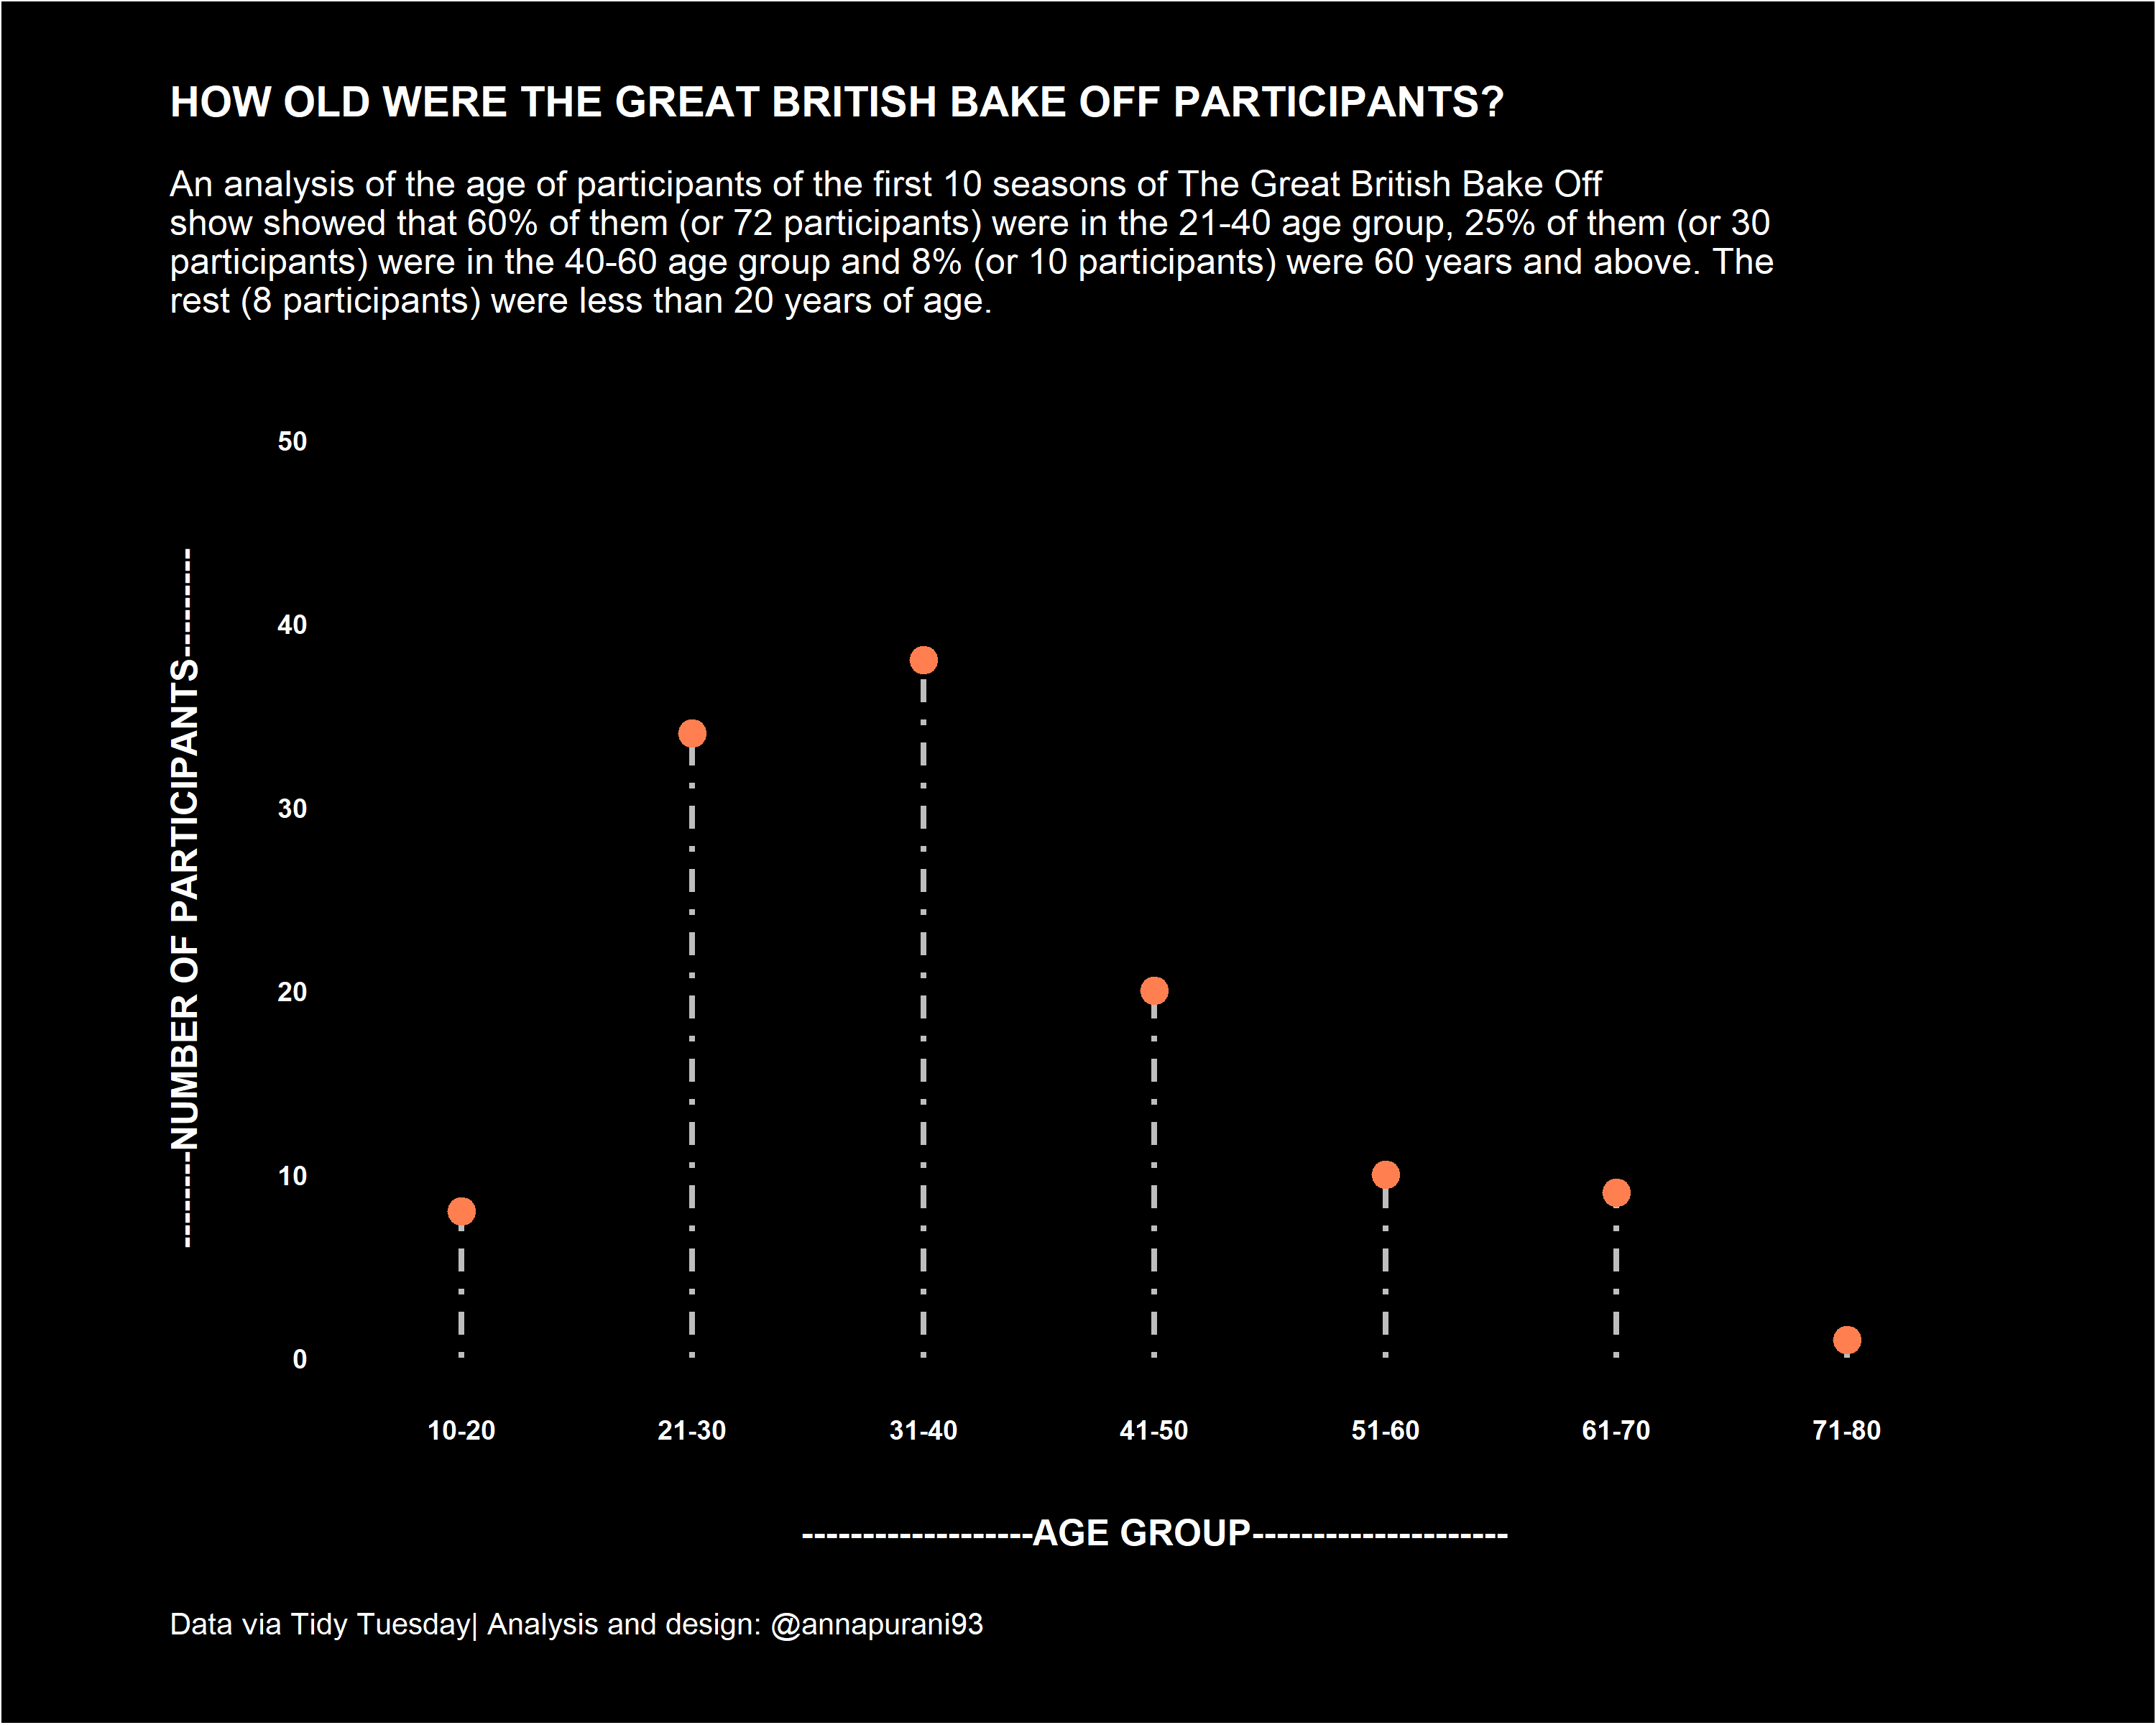 HOW OLD WERE THE GREAT BRITISH BAKE OFF PARTICIPANTS?
An analysis of the age of participants of the first 10 seasons of The Great British Bake Off
show showed that 60% of them (or 72 participants) were in the 21-40 age group, 25% of them (or 30
participants) were in the 40-60 age group and 8% (or 10 participants) were 60 years and above. The
rest (8 participants) were less than 20 years of age.
--------NUMBER OF PARTICIPANTS---------
50
40
30
20
10
0
10-20 21-30 31-40 41-50 51-60 61-70 71-80
-------------------AGE GROUP---------------------
Data via Tidy Tuesday| Analysis and design: @annapurani93